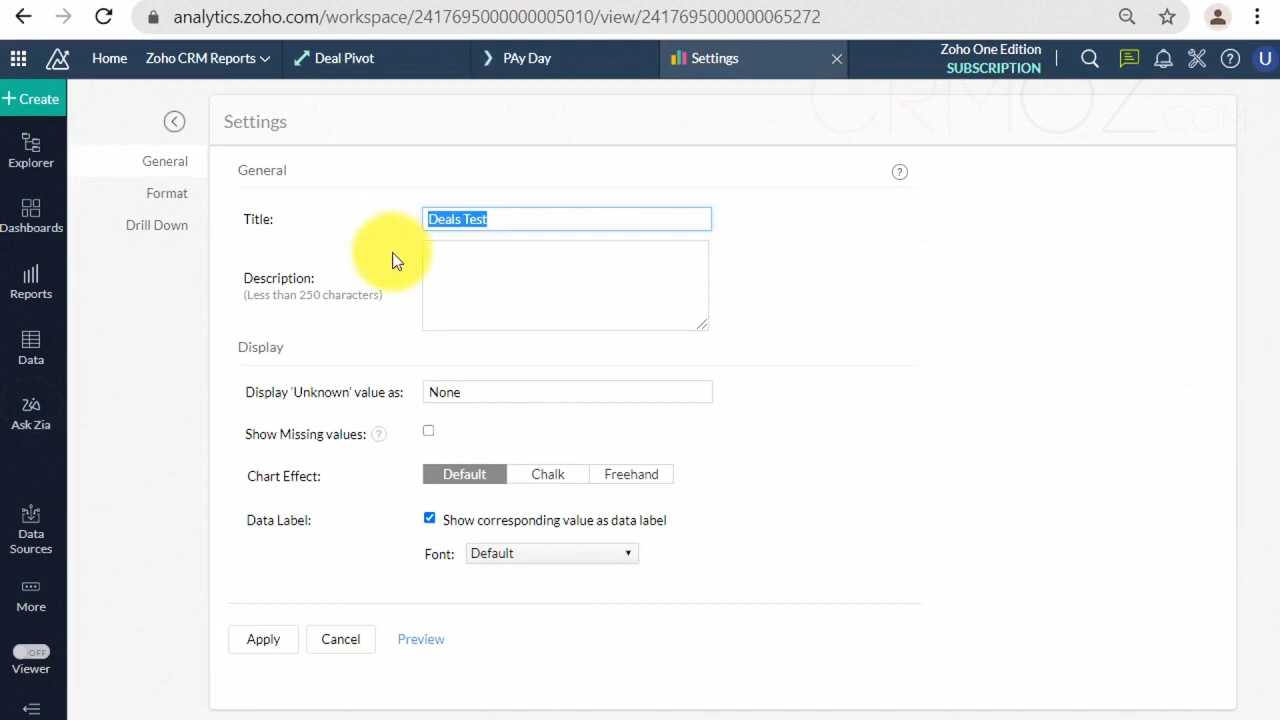 analytics.zoho.com/workspace/2417695000000005010/view/2417695000000065272
Home
Zoho CRM Reports
Deal Pivot
PAy Day
Settings
Zoho One Edition
SUBSCRIPTION
U
+ Create
Explorer
Dashboards
Reports
Data
Ask Zia
Data
Sources
More
OFF
Viewer
General
Format
Drill Down
CRMOZ.COM
Settings
General
?
Title:
Deals Test
Description:
(Less than 250 characters)
Display
Display 'Unknown' value as:
None
Show Missing values: ?
Chart Effect:
Default
Chalk
Freehand
Data Label:
Show corresponding value as data label
Font:
Default
Apply
Cancel
Preview